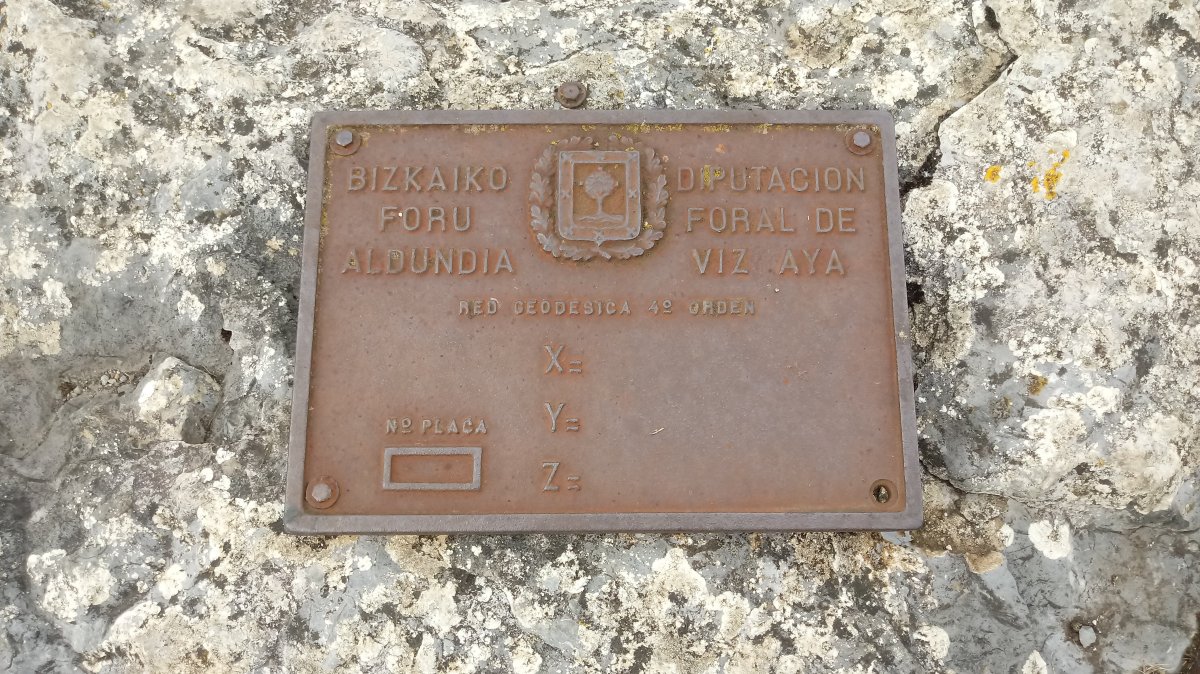 BIZKAIKO
FORU
ALDUNDIA
DIPUTACION
FORAL DE
VIZ AYA
RED GEODESICA 4º ORDEN
X=
Y=
Z=
Nº PLACA